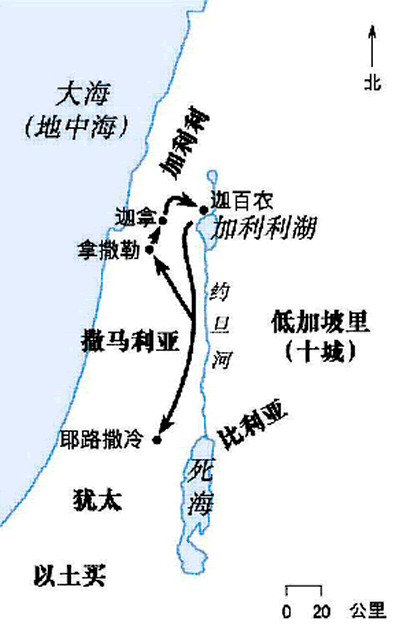 大海
(地中海)
北
加利利
迦百农
迦拿
加利利湖
拿撒勒
约旦河
低加坡里
(十城)
撒马利亚
比利亚
耶路撒冷
死海
犹太
以土买
0 20 公里